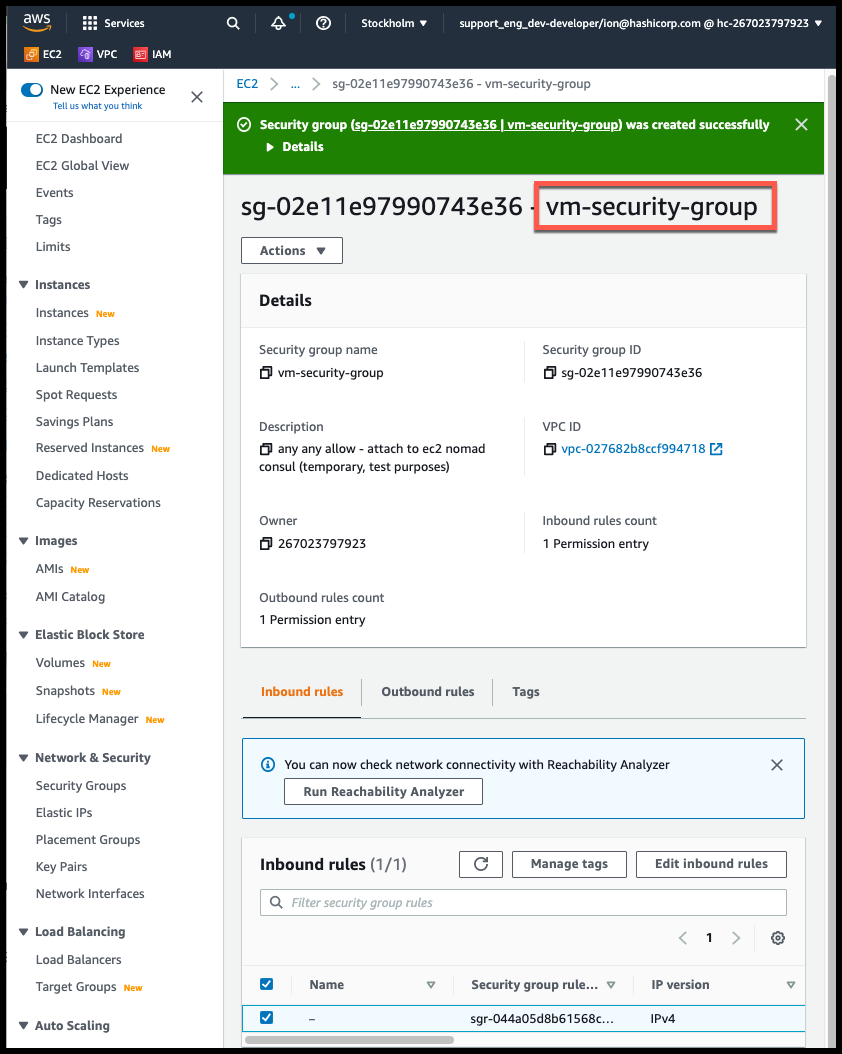 aws
Services
Stockholm
support_eng_dev-developer/ion@hashicorp.com @ hc-267023797923
EC2
VPC
IAM
New EC2 Experience
Tell us what you think
EC2 Dashboard
EC2 Global View
Events
Tags
Limits
Instances
Instances New
Instance Types
Launch Templates
Spot Requests
Savings Plans
Reserved Instances New
Dedicated Hosts
Capacity Reservations
Images
AMIs New
AMI Catalog
Elastic Block Store
Volumes New
Snapshots New
Lifecycle Manager New
Network & Security
Security Groups
Elastic IPs
Placement Groups
Key Pairs
Network Interfaces
Load Balancing
Load Balancers
Target Groups New
Auto Scaling
EC2 > ... > sg-02e11e97990743e36 - vm-security-group
Security group (sg-02e11e97990743e36 | vm-security-group) was created successfully
Details
sg-02e11e97990743e36 - vm-security-group
Actions
Details
Security group name
vm-security-group
Security group ID
sg-02e11e97990743e36
Description
any any allow - attach to ec2 nomad
consul (temporary, test purposes)
VPC ID
vpc-027682b8ccf994718
Owner
267023797923
Inbound rules count
1 Permission entry
Outbound rules count
1 Permission entry
Inbound rules
Outbound rules
Tags
You can now check network connectivity with Reachability Analyzer
Run Reachability Analyzer
Inbound rules (1/1)
Manage tags
Edit inbound rules
Filter security group rules
1
Name
Security group rule...
IP version
–
sgr-044a05d8b61568c...
IPv4